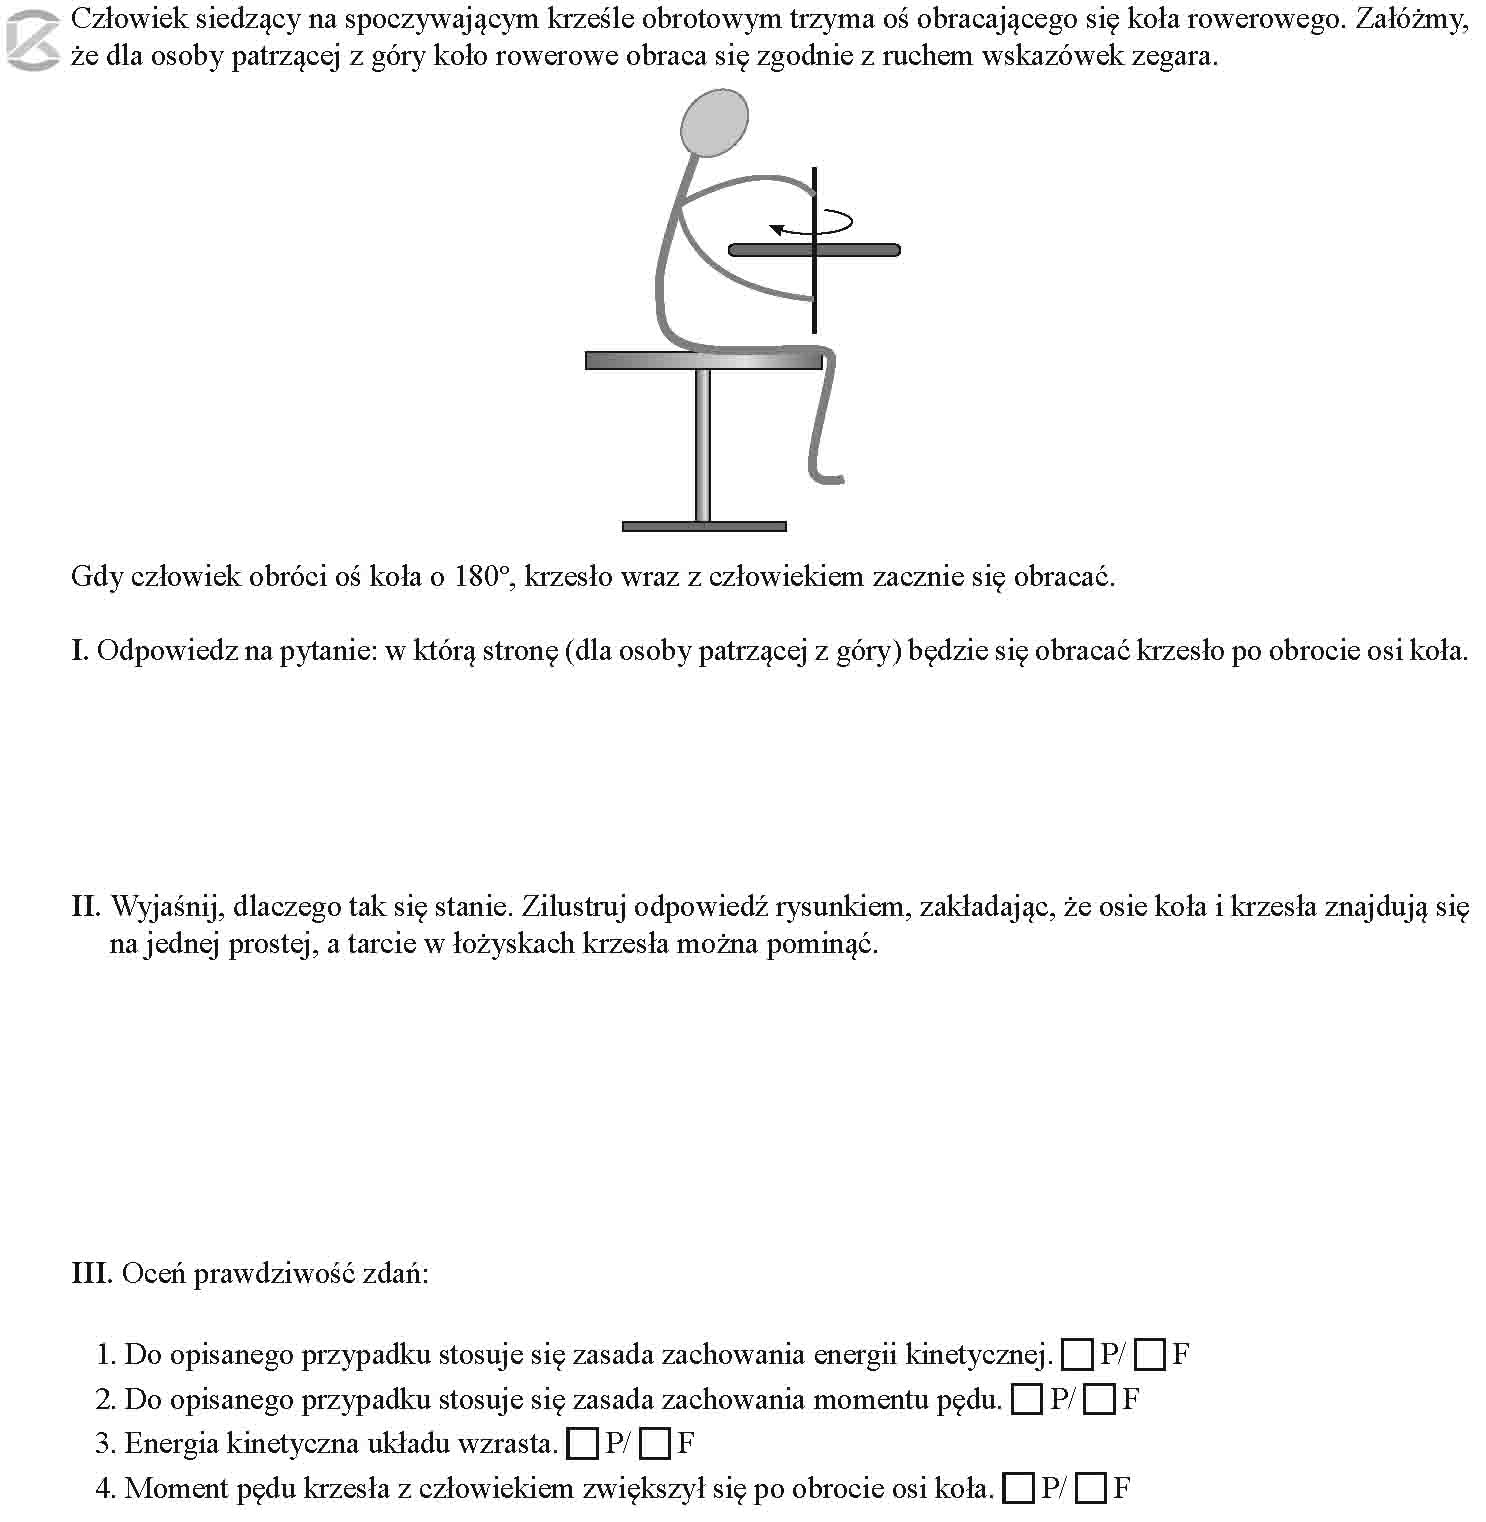 Człowiek siedzący na spoczywającym krześle obrotowym trzyma oś obracającego się koła rowerowego. Załóżmy,
że dla osoby patrzącej z góry koło rowerowe obraca się zgodnie z ruchem wskazówek zegara.
Gdy człowiek obróci oś koła o 180°, krzesło wraz z człowiekiem zacznie się obracać.
I. Odpowiedz na pytanie: w którą stronę (dla osoby patrzącej z góry) będzie się obracać krzesło po obrocie osi koła.
II. Wyjaśnij, dlaczego tak się stanie. Zilustruj odpowiedź rysunkiem, zakładając, że osie koła i krzesła znajdują się
na jednej prostej, a tarcie w łożyskach krzesła można pominąć.
III. Oceń prawdziwość zdań:
1. Do opisanego przypadku stosuje się zasada zachowania energii kinetycznej. □ P/ □ F
2. Do opisanego przypadku stosuje się zasada zachowania momentu pędu. □ P/ □ F
3. Energia kinetyczna układu wzrasta. □ P/ □ F
4. Moment pędu krzesła z człowiekiem zwiększył się po obrocie osi koła. □ P/ □ F